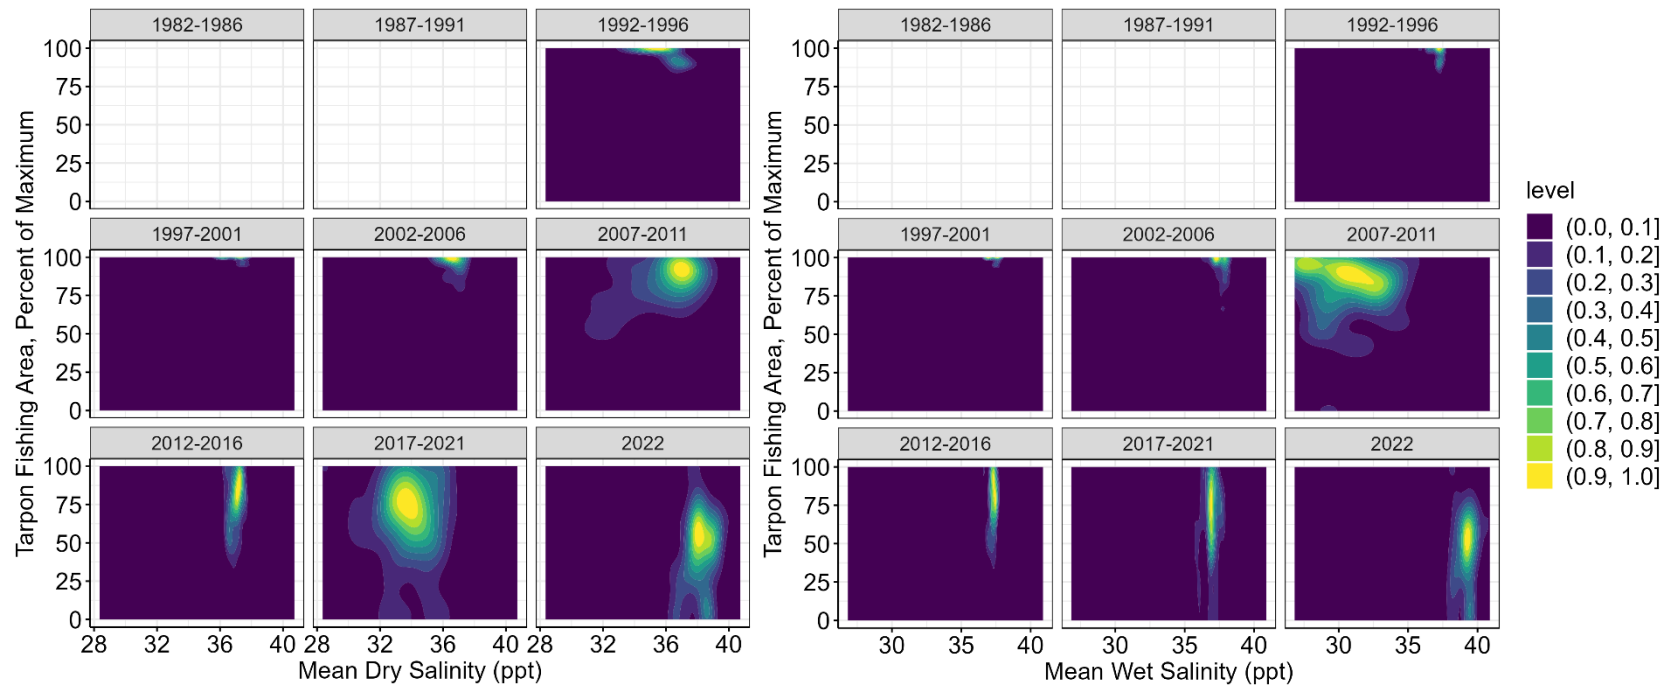 1982-1986 1987-1991 1992-1996 1982-1986 1987-1991 1992-1996
100 100
75 75
50 50
25 25
0 0
1997-2001 2002-2006 2007-2011 1997-2001 2002-2006 2007-2011
100 100
75 75
50 50
25 25
0 0
2012-2016 2017-2021 2022 2012-2016 2017-2021 2022
100 100
75 75
50 50
25 25
0 0
28 32 36 40 28 32 36 40 28 32 36 40 30 35 40 30 35 40 30 35 40
Tarpon Fishing Area, Percent of Maximum
Mean Dry Salinity (ppt)
Tarpon Fishing Area, Percent of Maximum
Mean Wet Salinity (ppt)
level
(0.0, 0.1]
(0.1, 0.2]
(0.2, 0.3]
(0.3, 0.4]
(0.4, 0.5]
(0.5, 0.6]
(0.6, 0.7]
(0.7, 0.8]
(0.8, 0.9]
(0.9, 1.0]